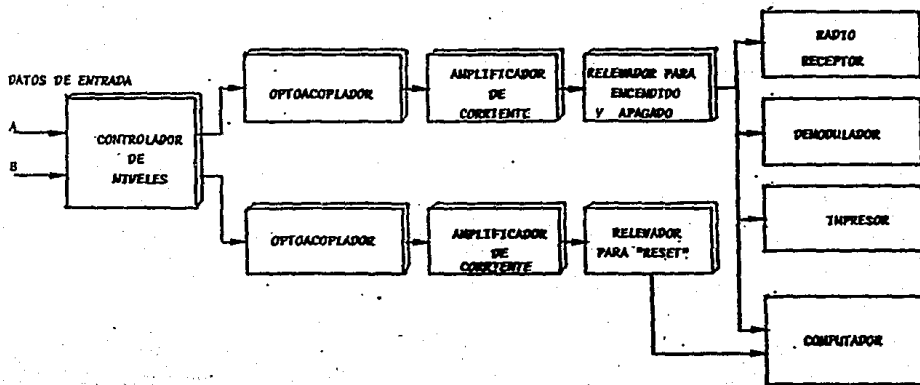 DATOS DE ENTRADA
A
B
CONTROLADOR
DE
NIVELES
OPTOACOPLADOR
AMPLIFICADOR
DE
CORRIENTE
RELEVADOR PARA
ENCENDIDO
Y APAGADO
RADIO
RECEPTOR
DEMODULADOR
IMPRESOR
COMPUTADOR
OPTOACOPLADOR
AMPLIFICADOR
DE
CORRIENTE
RELEVADOR
PARA "RESET"